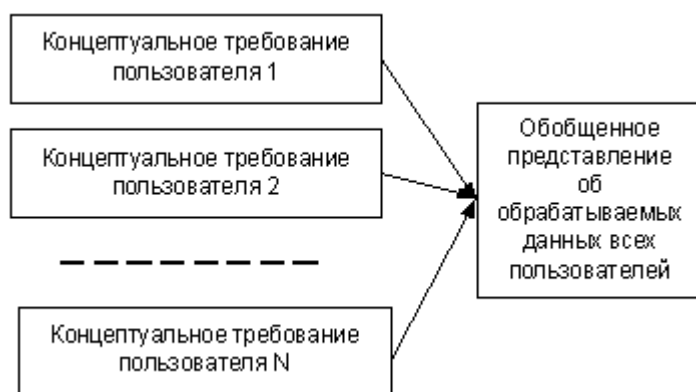 Концептуальное требование
пользователя 1
Концептуальное требование
пользователя 2
Концептуальное требование
пользователя N
Обобщенное
представление
об
обрабатываемых
данных всех
пользователей